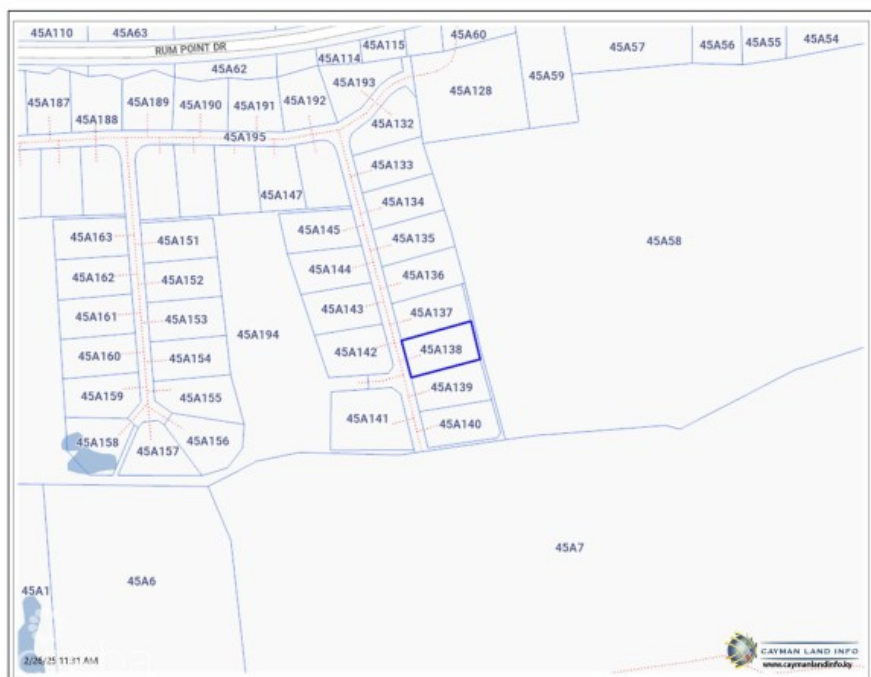 45A110
45A63
RUM POINT DR
45A62
45A114
45A115
45A60
45A57
45A56
45A55
45A54
45A193
45A59
45A128
45A187
45A188
45A189
45A190
45A191
45A192
45A195
45A132
45A133
45A147
45A134
45A163
45A151
45A145
45A135
45A58
45A162
45A152
45A144
45A136
45A161
45A153
45A143
45A137
45A194
45A160
45A154
45A142
45A138
45A159
45A155
45A139
45A158
45A157
45A156
45A141
45A140
45A7
45A6
45A1
2/26/25 11:31 AM
CAYMAN LAND INFO
www.caymanlandinfo.ky